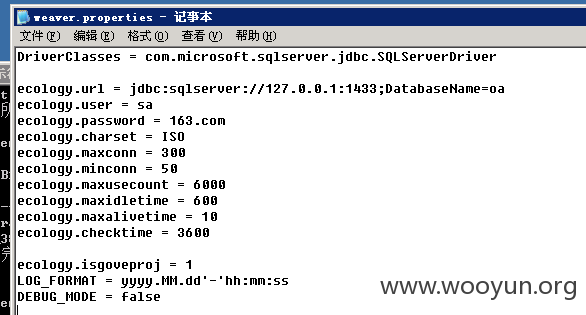 weaver.properties - 记事本
文件(F) 编辑(E) 格式(O) 查看(V) 帮助(H)
DriverClasses = com.microsoft.sqlserver.jdbc.SQLServerDriver
ecology.url = jdbc:sqlserver://127.0.0.1:1433;DatabaseName=oa
ecology.user = sa
ecology.password = 163.com
ecology.charset = ISO
ecology.maxconn = 300
ecology.minconn = 50
ecology.maxusecount = 6000
ecology.maxidletime = 600
ecology.maxalivetime = 10
ecology.checktime = 3600
ecology.isgoveproj = 1
LOG_FORMAT = yyyy.MM.dd'-'hh:mm:ss
DEBUG_MODE = false
www.wooyun.org